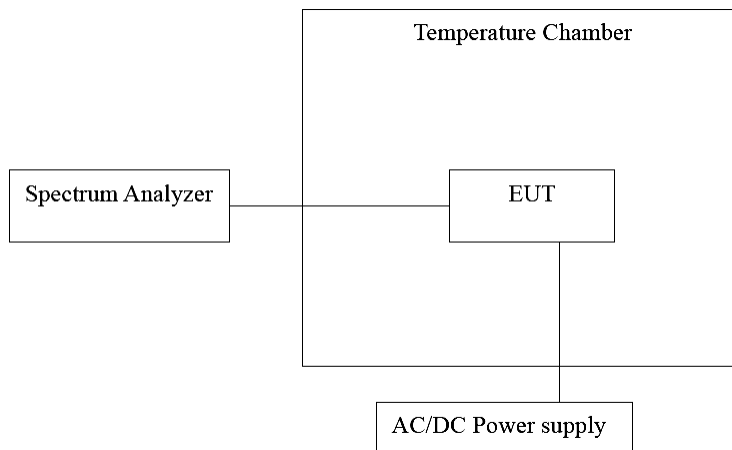 Temperature Chamber
Spectrum Analyzer
EUT
AC/DC Power supply